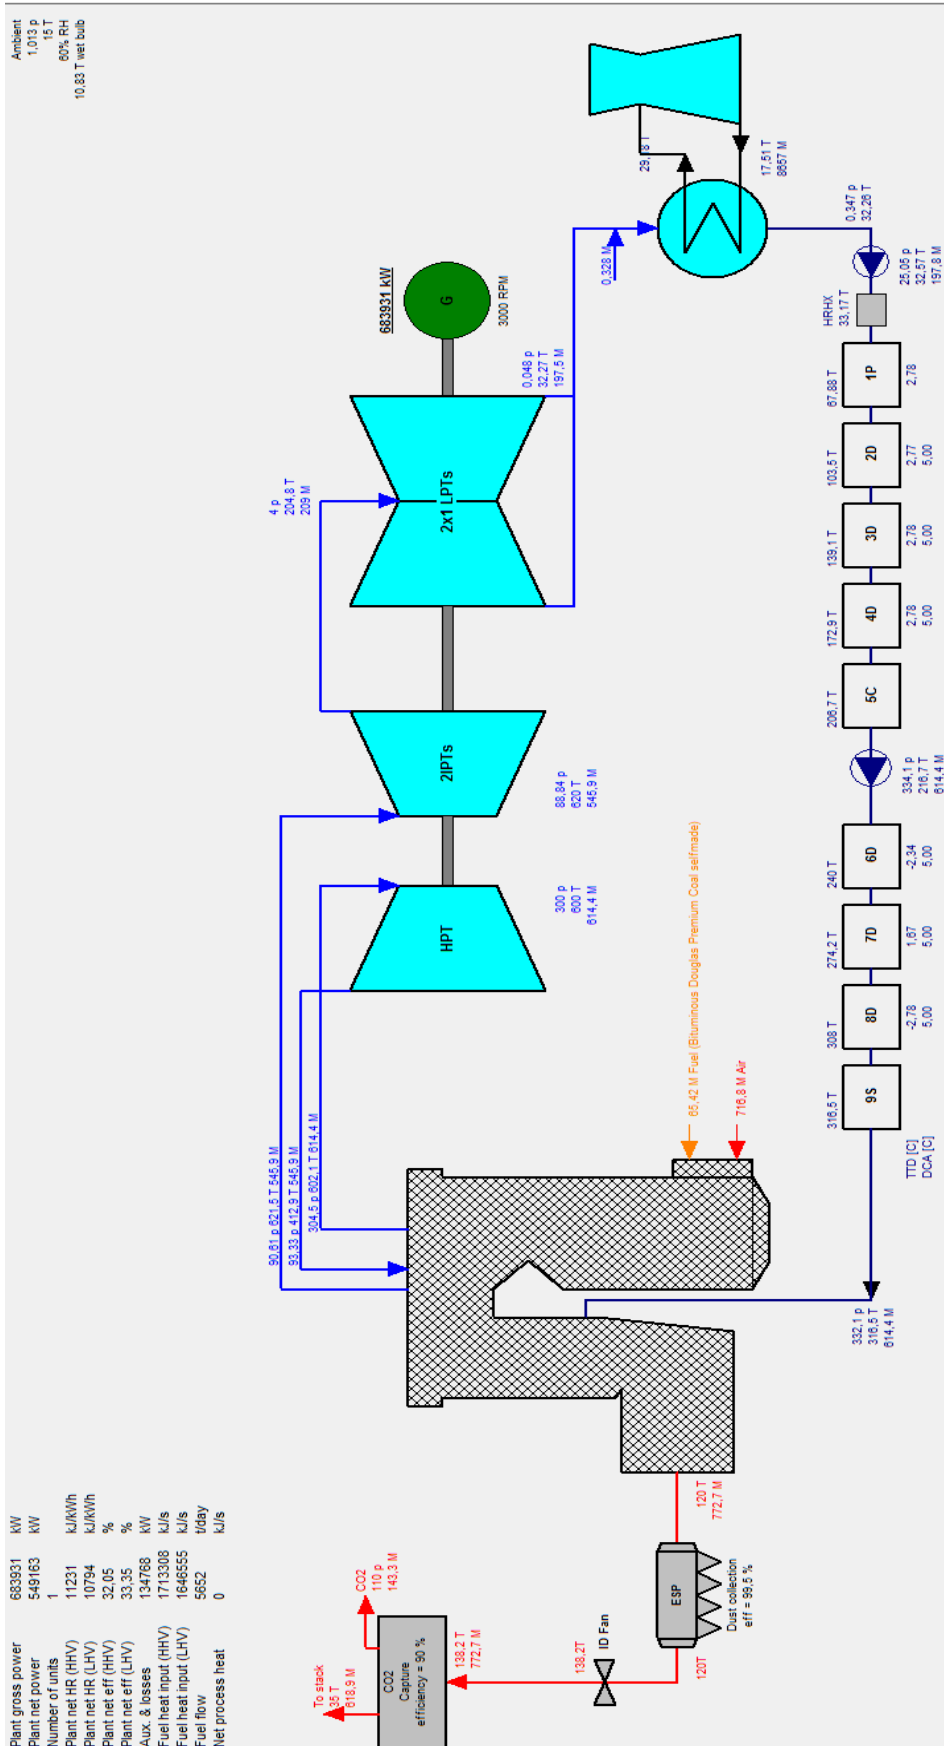 Plant gross power 683931 kW
Plant net power 549163 kW
Number of units 1
Plant net HR (HHV) 11231 kJ/kWh
Plant net HR (LHV) 10794 kJ/kWh
Plant net eff (HHV) 32,05 %
Plant net eff (LHV) 33,35 %
Aux. & losses 134768 kW
Fuel heat input (HHV) 1713308 kJ/s
Fuel heat input (LHV) 1646555 kJ/s
Fuel flow 5652 t/day
Net process heat 0 kJ/s
Ambient
1,013 p
15 T
60% RH
10,83 T wet bulb
90,61 p 621,5 T 545,9 M
93,33 p 412,9 T 545,9 M
304,5 p 602,1 T 614,4 M
4 p
204,8 T
209 M
To stack
35 T
618,9 M
CO2
110 p
143,3 M
CO2
Capture
efficiency = 90 %
138,2 T
772,7 M
HPT
2IPTs
2x1 LPTs
G
683931 kW
3000 RPM
300 p
600 T
614,4 M
88,84 p
620 T
545,9 M
0,048 p
32,27 T
197,5 M
0,328 M
138,2T
ID Fan
120T
ESP
Dust collection
eff = 99,5 %
120 T
772,7 M
65,42 M Fuel (Bituminous Douglas Premium Coal selfmade)
716,8 M Air
17,51 T
8657 M
332,1 p
316,5 T
614,4 M
316,5 T
308 T
274,2 T
240 T
206,7 T
172,9 T
139,1 T
103,5 T
67,88 T
HRHX
33,17 T
0,347 p
32,26 T
9S
8D
7D
6D
5C
4D
3D
2D
1P
TTD [C]
DCA [C]
-2,78
5,00
1,67
5,00
-2,34
5,00
334,1 p
216,7 T
614,4 M
2,78
5,00
2,78
5,00
2,77
5,00
2,78
25,05 p
32,57 T
197,8 M